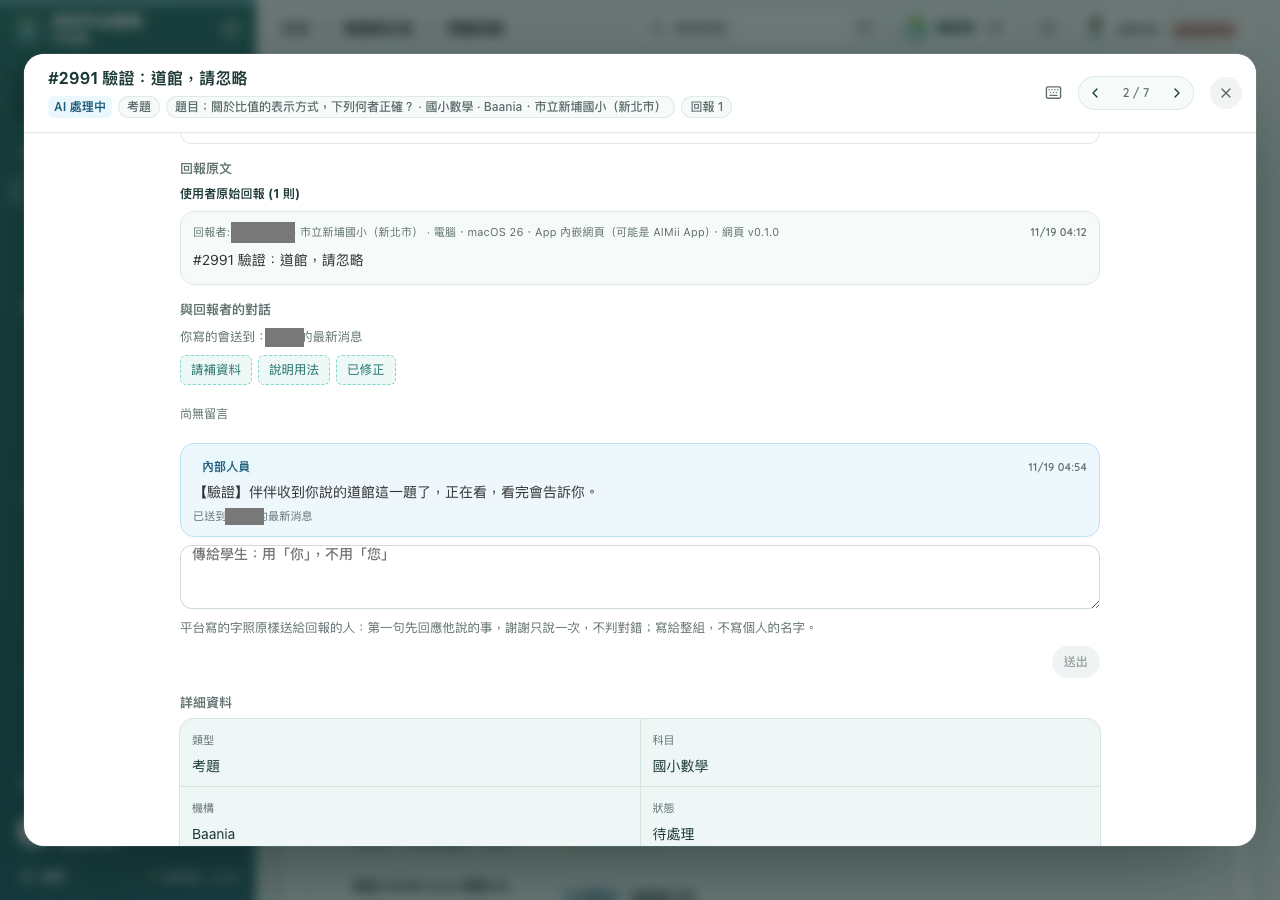 #2991 驗證：道館，請忽略
AI 處理中 考題 題目：關於比值的表示方式，下列何者正確？ · 國小數學 · Baania · 市立新埔國小（新北市） 回報 1
2 / 7
回報原文
使用者原始回報 (1 則)
回報者: 市立新埔國小（新北市） · 電腦 · macOS 26 · App 內嵌網頁（可能是 AIMii App） · 網頁 v0.1.0 11/19 04:12
#2991 驗證：道館，請忽略
與回報者的對話
你寫的會送到： 的最新消息
請補資料 說明用法 已修正
尚無留言
內部人員 11/19 04:54
【驗證】伴伴收到你說的道館這一題了，正在看，看完會告訴你。
已送到 的最新消息
傳給學生：用「你」，不用「您」
平台寫的字照原樣送給回報的人：第一句先回應他說的事，謝謝只說一次，不判對錯；寫給整組，不寫個人的名字。
送出
詳細資料
類型 科目
考題 國小數學
機構 狀態
Baania 待處理